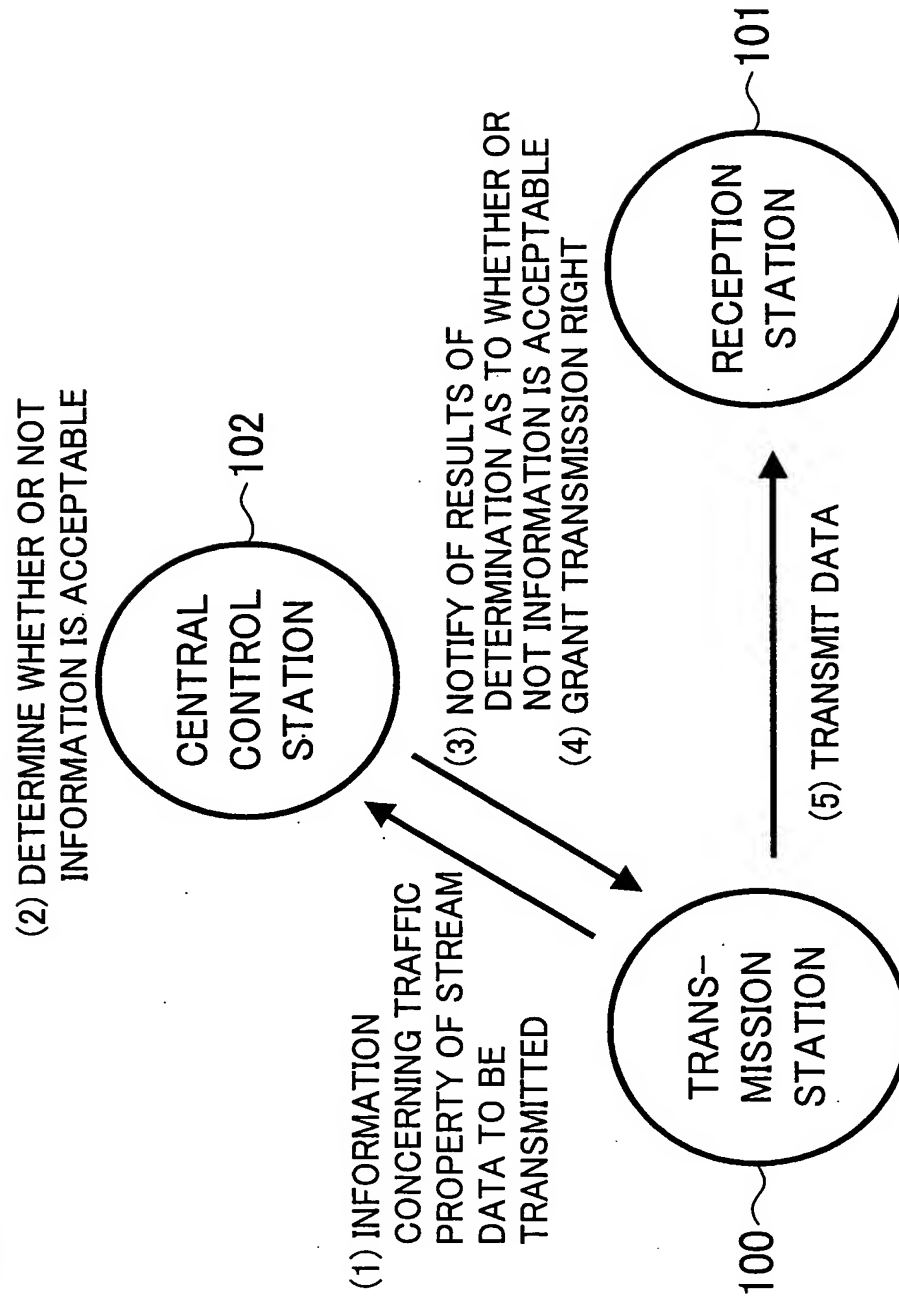 (2) DETERMINE WHETHER OR NOT
INFORMATION IS ACCEPTABLE
CENTRAL
CONTROL
STATION
102
(1) INFORMATION
CONCERNING TRAFFIC
PROPERTY OF STREAM
DATA TO BE
TRANSMITTED
(3) NOTIFY OF RESULTS OF
DETERMINATION AS TO WHETHER OR
NOT INFORMATION IS ACCEPTABLE
(4) GRANT TRANSMISSION RIGHT
100
TRANS-
MISSION
STATION
(5) TRANSMIT DATA
RECEPTION
STATION
101